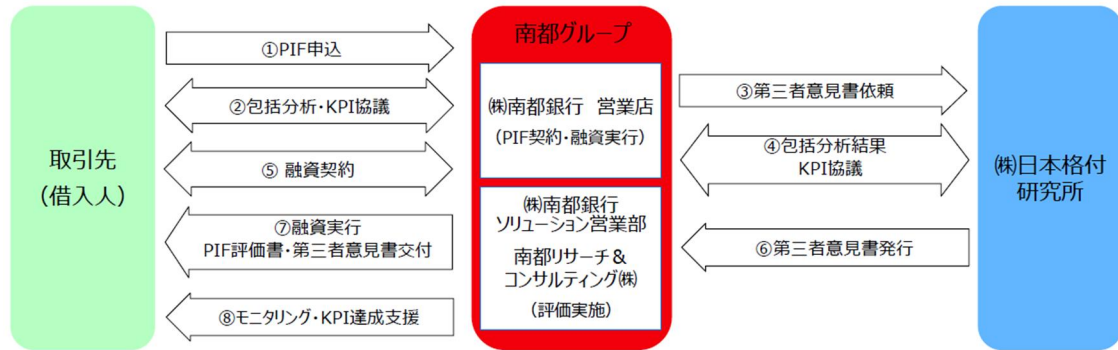 取引先
（借入人）
①PIF申込
②包括分析・KPI協議
⑤ 融資契約
⑦融資実行
PIF評価書・第三者意見書交付
⑧モニタリング・KPI達成支援
南都グループ
㈱南都銀行 営業店
（PIF契約・融資実行）
㈱南都銀行
ソリューション営業部
南都リサーチ＆
コンサルティング㈱
（評価実施）
③第三者意見書依頼
④包括分析結果
KPI協議
⑥第三者意見書発行
㈱日本格付
研究所